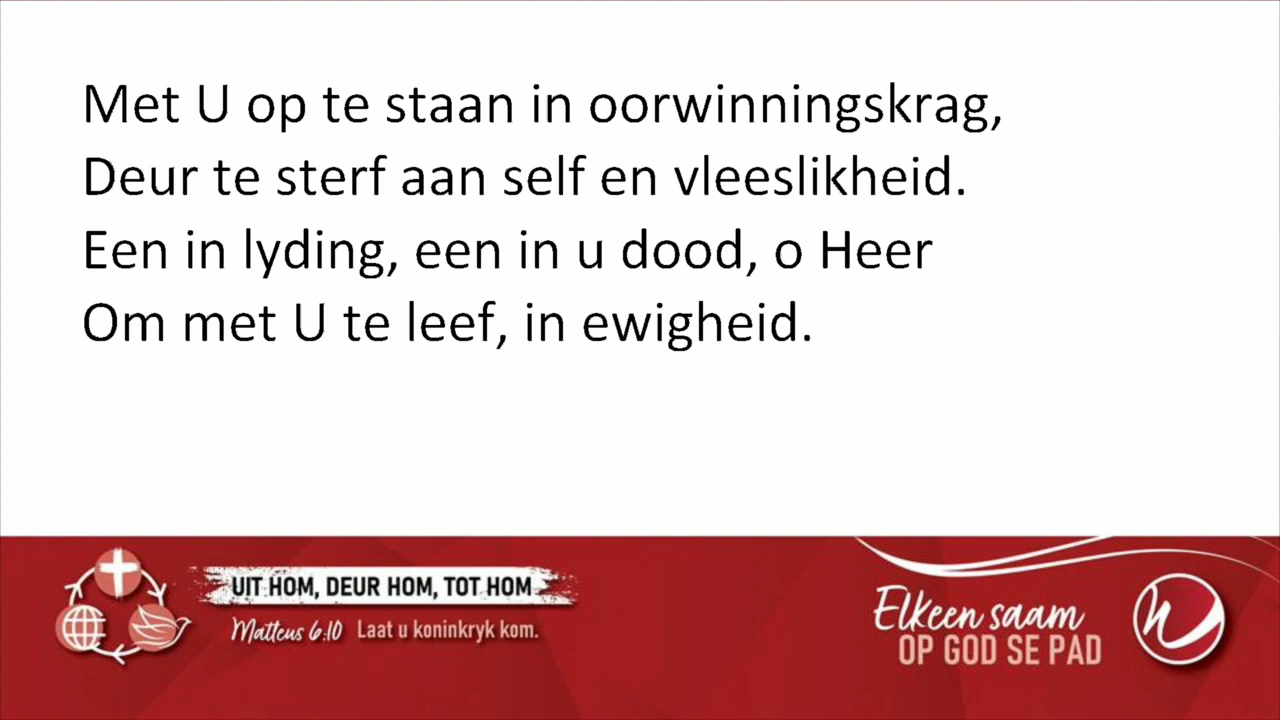 Met U op te staan in oorwinningskrag,
Deur te sterf aan self en vleeslikheid.
Een in lyding, een in u dood, o Heer
Om met U te leef, in ewigheid.
UIT HOM, DEUR HOM, TOT HOM
Matteus 6:10 Laat u koninkryk kom.
Elkeen saam
OP GOD SE PAD